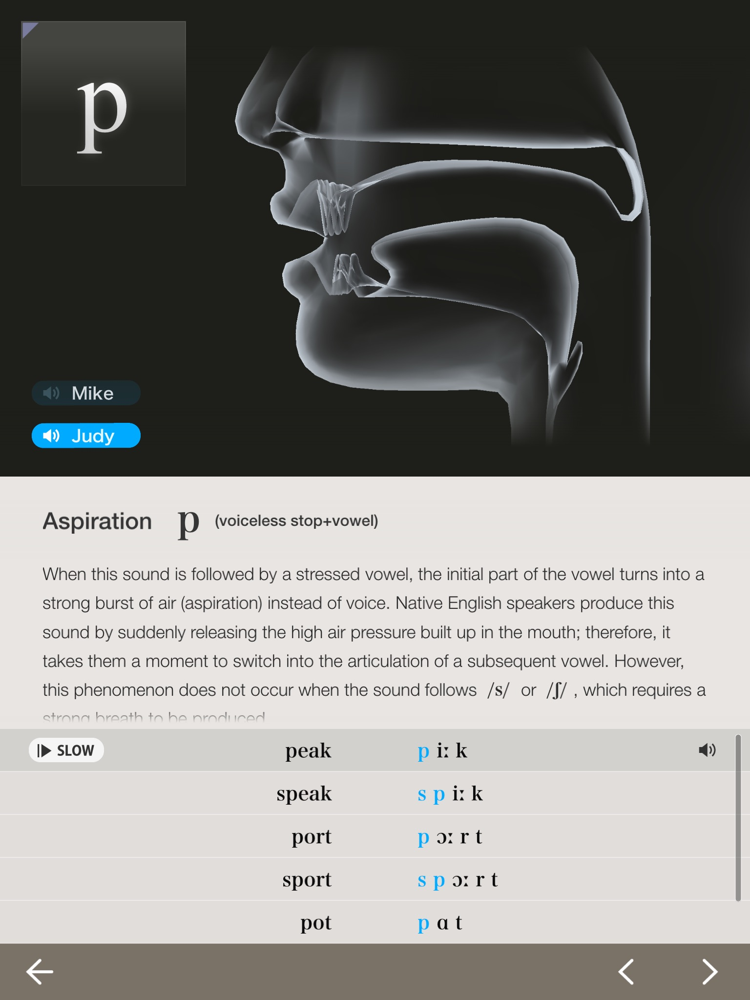 p
Mike
Judy
Aspiration p (voiceless stop+vowel)
When this sound is followed by a stressed vowel, the initial part of the vowel turns into a
strong burst of air (aspiration) instead of voice. Native English speakers produce this
sound by suddenly releasing the high air pressure built up in the mouth; therefore, it
takes them a moment to switch into the articulation of a subsequent vowel. However,
this phenomenon does not occur when the sound follows /s/ or /ʃ/ , which requires a
strong breath to be produced
SLOW peak p iː k
speak s p iː k
port p ɔː r t
sport s p ɔː r t
pot p ɑ t